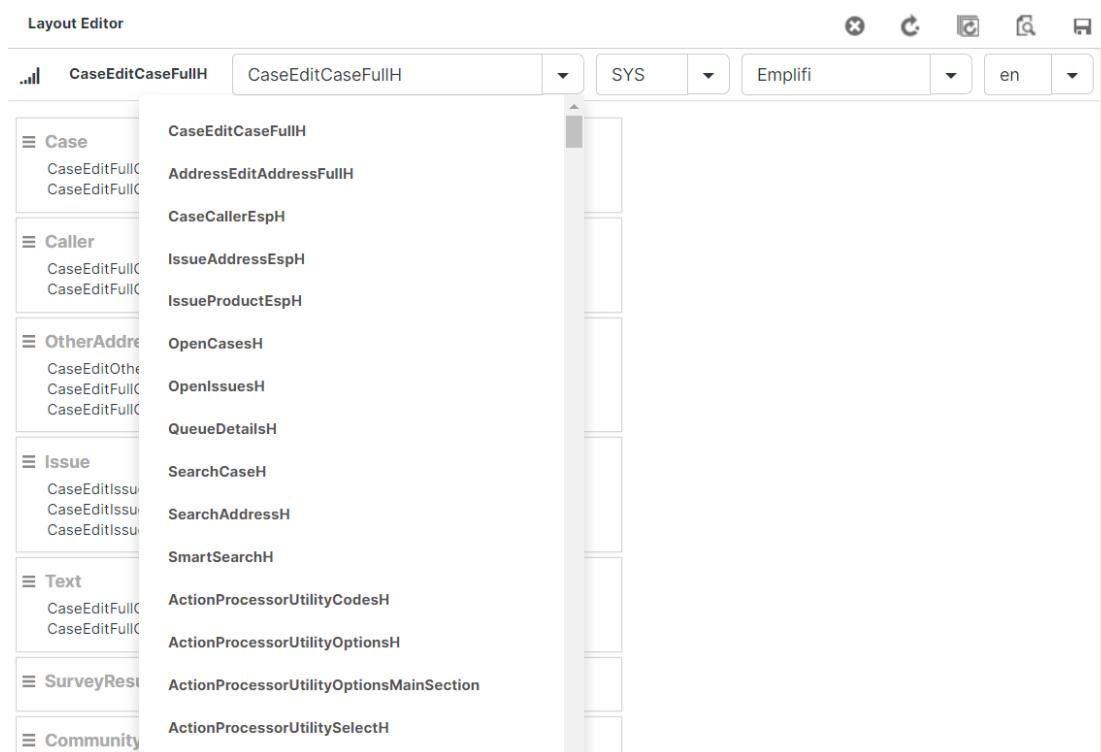 Layout Editor
CaseEditCaseFullH CaseEditCaseFullH SYS Emplifi en
CaseEditCaseFullH
AddressEditAddressFullH
CaseCallerEspH
IssueAddressEspH
IssueProductEspH
OpenCasesH
OpenIssuesH
QueueDetailsH
SearchCaseH
SearchAddressH
SmartSearchH
ActionProcessorUtilityCodesH
ActionProcessorUtilityOptionsH
ActionProcessorUtilityOptionsMainSection
ActionProcessorUtilitySelectH
Case
CaseEditFull
CaseEditFull
Caller
CaseEditFull
CaseEditFull
OtherAddre
CaseEditOthe
CaseEditFull
CaseEditFull
Issue
CaseEditIssu
CaseEditIssu
CaseEditIssu
Text
CaseEditFull
CaseEditFull
SurveyResu
Community